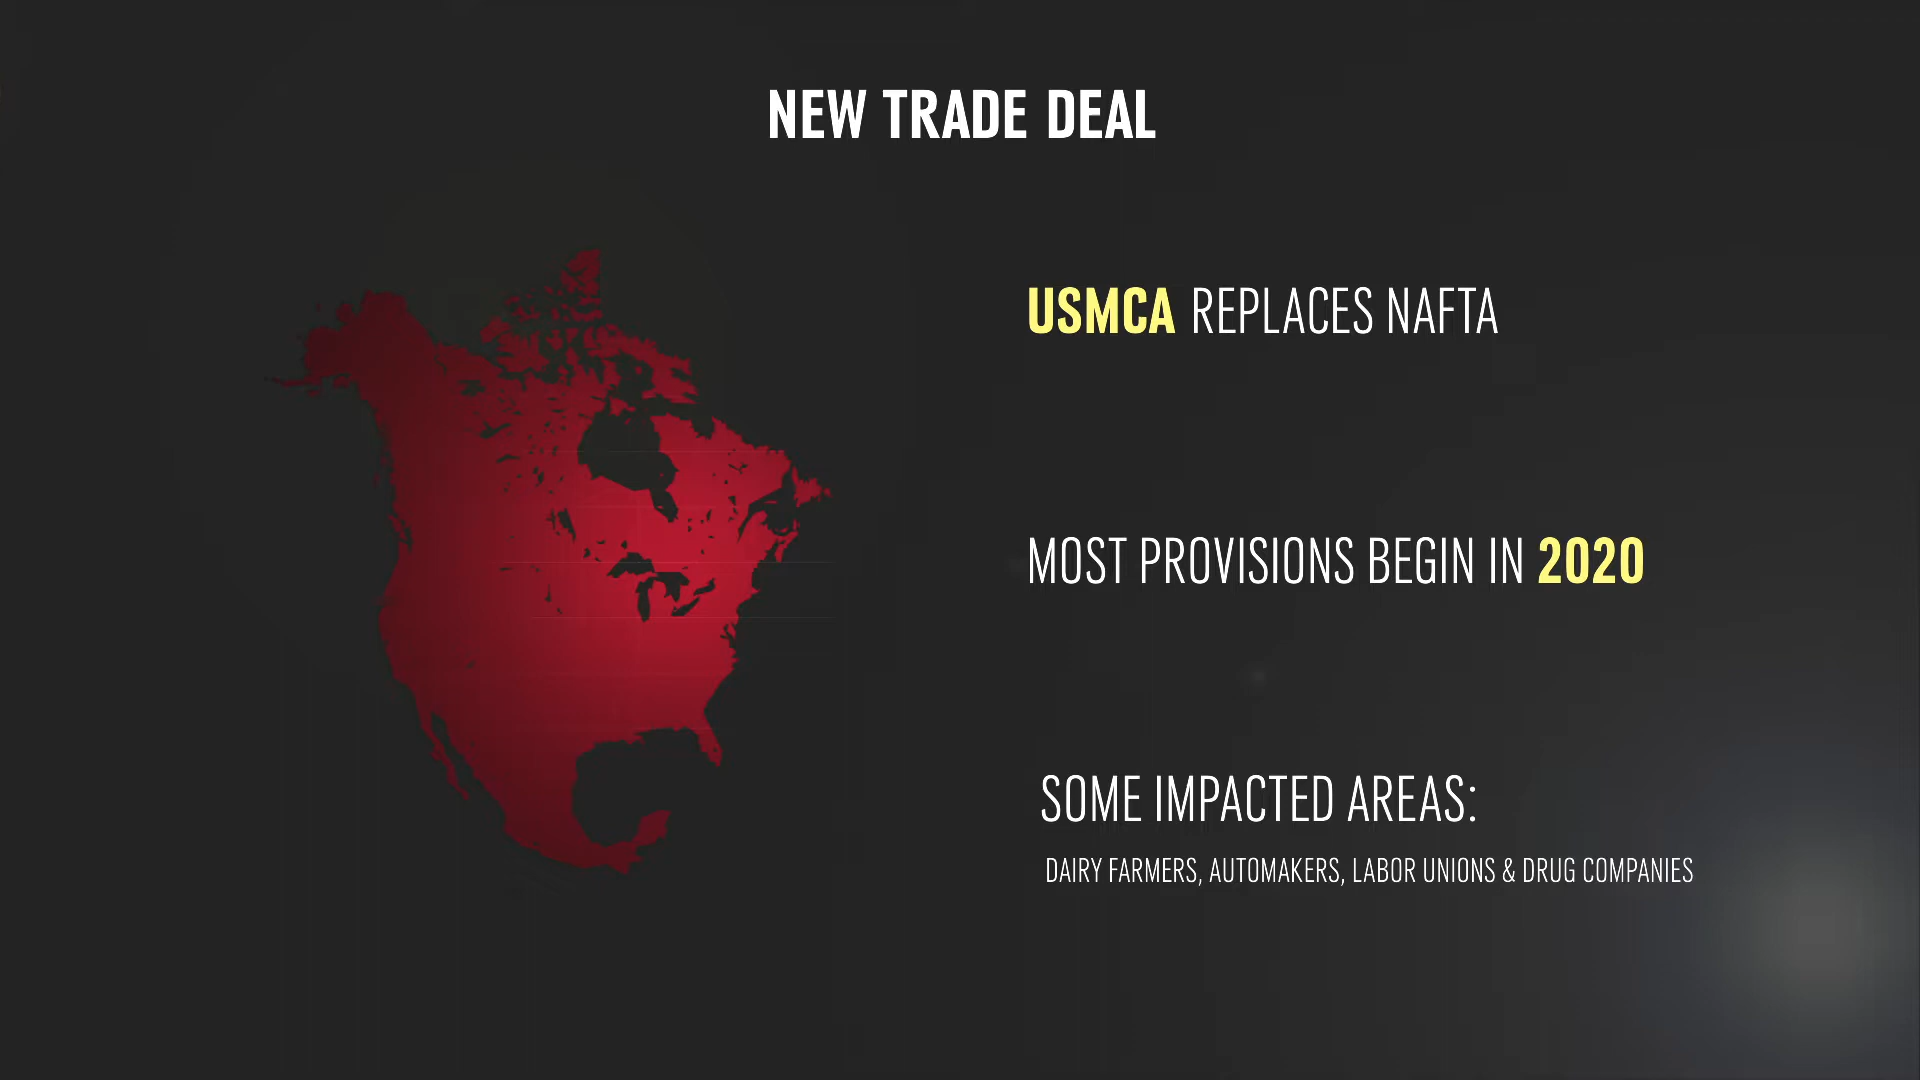 NEW TRADE DEAL
USMCA REPLACES NAFTA
MOST PROVISIONS BEGIN IN 2020
SOME IMPACTED AREAS:
DAIRY FARMERS, AUTOMAKERS, LABOR UNIONS & DRUG COMPANIES